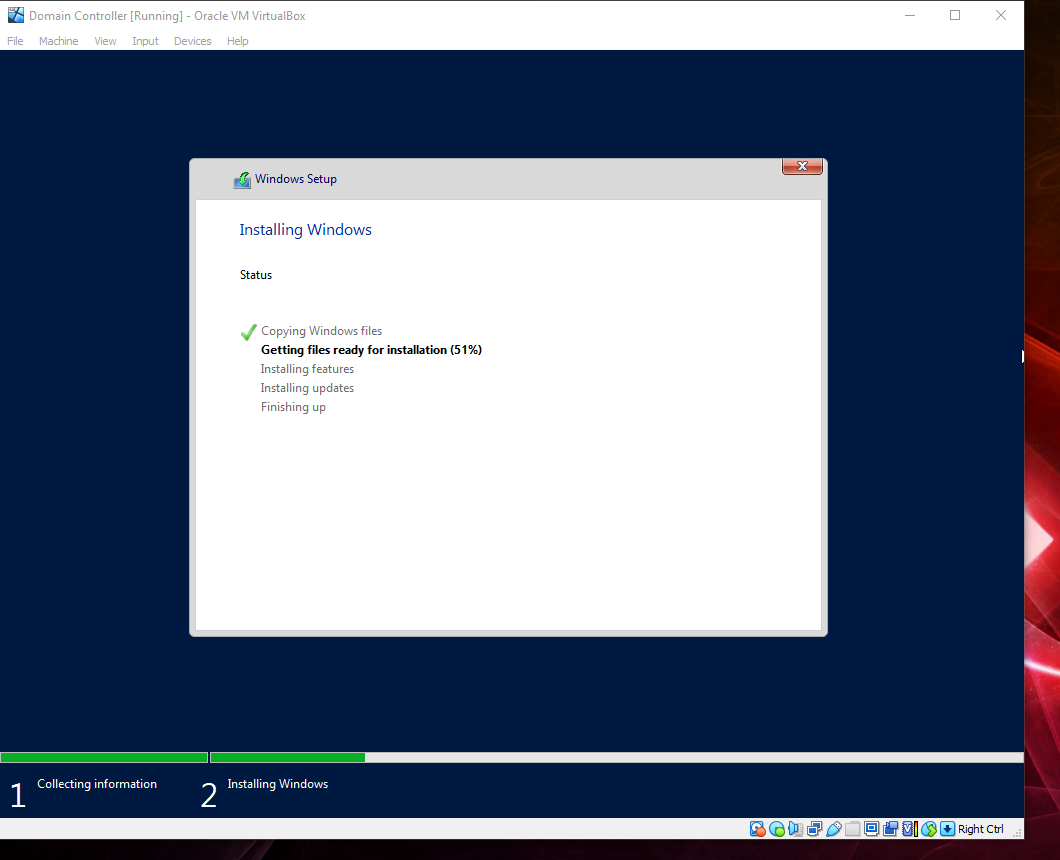 Domain Controller [Running] - Oracle VM VirtualBox
File Machine View Input Devices Help
Windows Setup
Installing Windows
Status
Copying Windows files
Getting files ready for installation (51%)
Installing features
Installing updates
Finishing up
1 Collecting information 2 Installing Windows
Right Ctrl